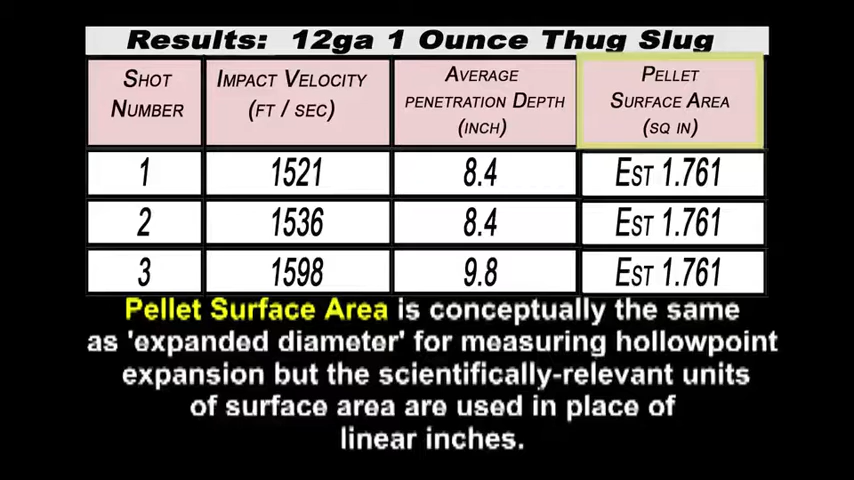 Results: 12ga 1 Ounce Thug Slug
Shot Number Impact Velocity (ft / sec) Average penetration Depth (inch) Pellet Surface Area (sq in)
1 1521 8.4 Est 1.761
2 1536 8.4 Est 1.761
3 1598 9.8 Est 1.761
Pellet Surface Area is conceptually the same
as 'expanded diameter' for measuring hollowpoint
expansion but the scientifically-relevant units
of surface area are used in place of
linear inches.